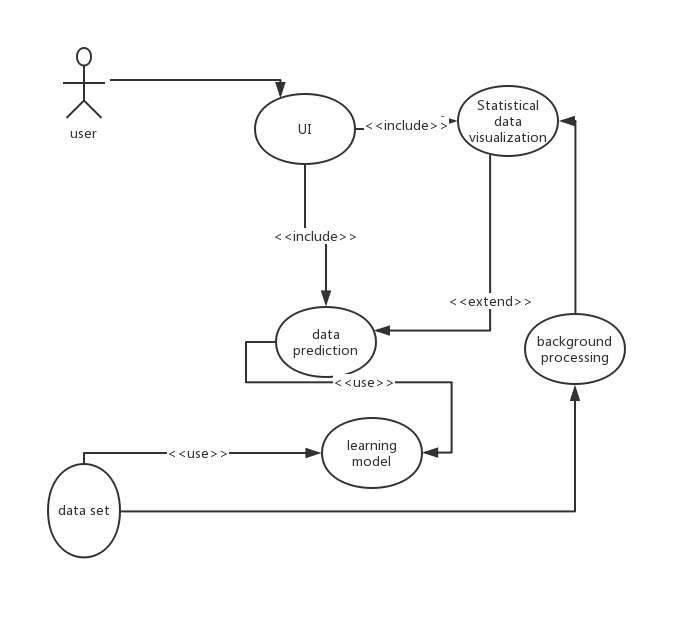 user
UI
<<include>>
Statistical
data
visualization
<<include>>
<<extend>>
data
prediction
background
processing
<<use>>
learning
model
<<use>>
data set